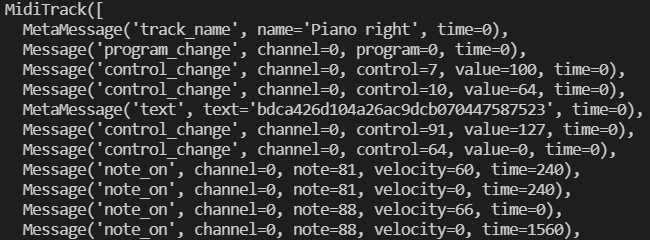 MidiTrack([
  MetaMessage('track_name', name='Piano right', time=0),
  Message('program_change', channel=0, program=0, time=0),
  Message('control_change', channel=0, control=7, value=100, time=0),
  Message('control_change', channel=0, control=10, value=64, time=0),
  MetaMessage('text', text='bdca426d104a26ac9dcb070447587523', time=0),
  Message('control_change', channel=0, control=91, value=127, time=0),
  Message('control_change', channel=0, control=64, value=0, time=0),
  Message('note_on', channel=0, note=81, velocity=60, time=240),
  Message('note_on', channel=0, note=81, velocity=0, time=240),
  Message('note_on', channel=0, note=88, velocity=66, time=0),
  Message('note_on', channel=0, note=88, velocity=0, time=1560),